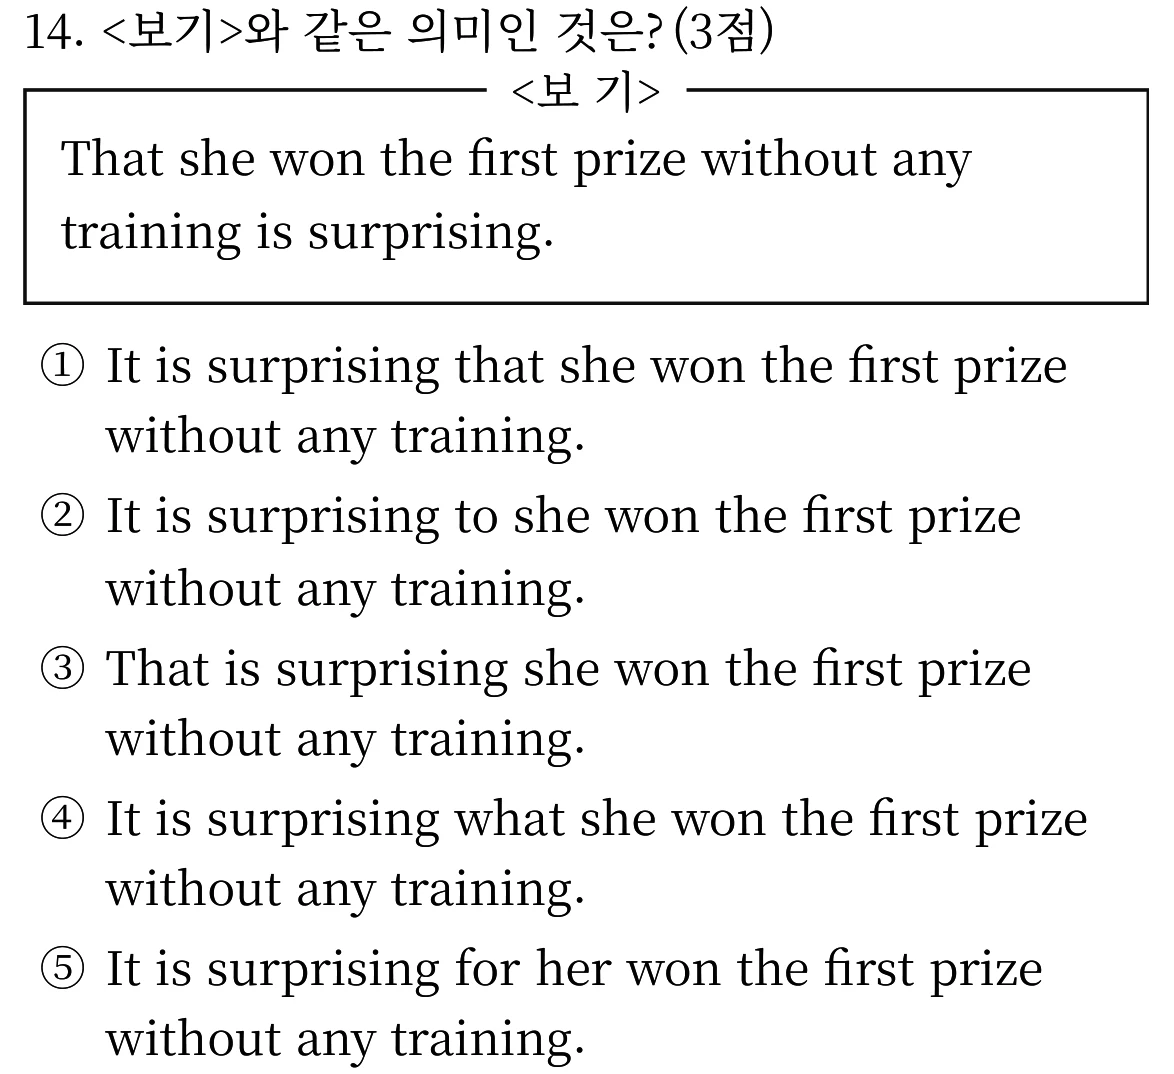 14. <보기>와 같은 의미인 것은?(3점)
<보 기>
That she won the first prize without any
training is surprising.
① It is surprising that she won the first prize
without any training.
② It is surprising to she won the first prize
without any training.
③ That is surprising she won the first prize
without any training.
④ It is surprising what she won the first prize
without any training.
⑤ It is surprising for her won the first prize
without any training.